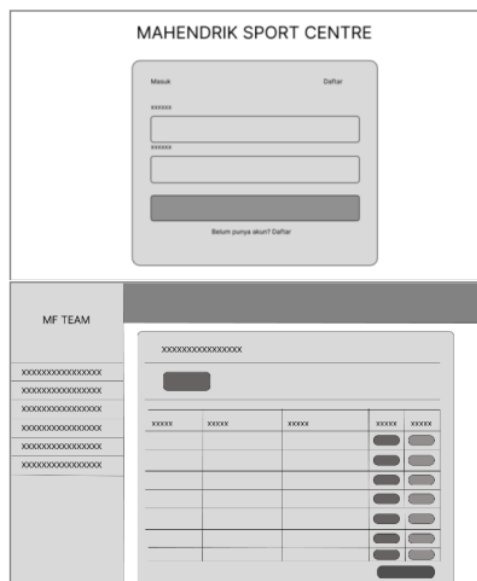 MAHENDRIK SPORT CENTRE
Masuk Daftar
xxxxxx
xxxxxx
Belum punya akun? Daftar
MF TEAM
xxxxxxxxxxxxxxxx
xxxxxxxxxxxxxxxx
xxxxxxxxxxxxxxxx
xxxxxxxxxxxxxxxx
xxxxxxxxxxxxxxxx
xxxxxxxxxxxxxxxx
xxxxxxxxxxxxxxxx
xxxxx xxxxx xxxxx xxxxx xxxxx